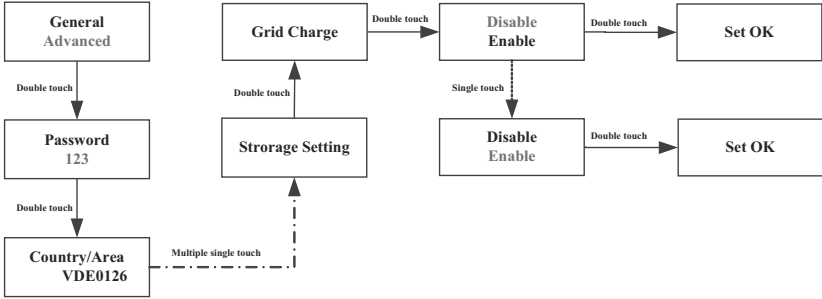 General
Advanced
Double touch
Password
123
Double touch
Country/Area
VDE0126
Multiple single touch
Strorage Setting
Double touch
Grid Charge
Double touch
Disable
Enable
Double touch
Set OK
Single touch
Disable
Enable
Double touch
Set OK